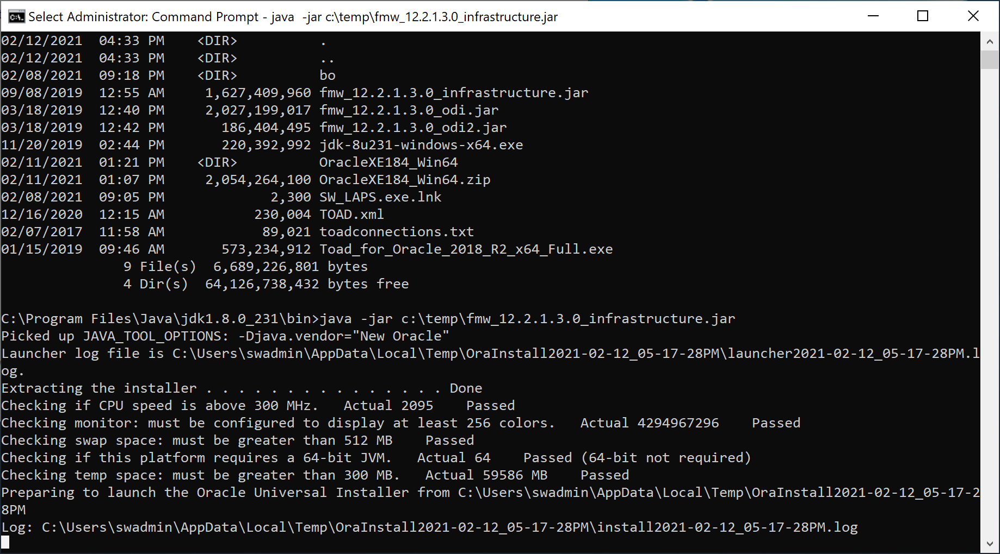 Select Administrator: Command Prompt - java  -jar c:\temp\fmw_12.2.1.3.0_infrastructure.jar
02/12/2021  04:33 PM    <DIR>          .
02/12/2021  04:33 PM    <DIR>          ..
02/08/2021  09:18 PM    <DIR>          bo
09/08/2019  12:55 AM     1,627,409,960 fmw_12.2.1.3.0_infrastructure.jar
03/18/2019  12:40 PM     2,027,199,017 fmw_12.2.1.3.0_odi.jar
03/18/2019  12:42 PM       186,404,495 fmw_12.2.1.3.0_odi2.jar
11/20/2019  02:44 PM       220,392,992 jdk-8u231-windows-x64.exe
02/11/2021  01:21 PM    <DIR>          OracleXE184_Win64
02/11/2021  01:07 PM     2,054,264,100 OracleXE184_Win64.zip
02/08/2021  09:05 PM             2,300 SW_LAPS.exe.lnk
12/16/2020  12:15 AM           230,004 TOAD.xml
02/07/2017  11:58 AM            89,021 toadconnections.txt
01/15/2019  09:46 AM       573,234,912 Toad_for_Oracle_2018_R2_x64_Full.exe
               9 File(s)  6,689,226,801 bytes
               4 Dir(s)  64,126,738,432 bytes free
C:\Program Files\Java\jdk1.8.0_231\bin>java -jar c:\temp\fmw_12.2.1.3.0_infrastructure.jar
Picked up JAVA_TOOL_OPTIONS: -Djava.vendor="New Oracle"
Launcher log file is C:\Users\swadmin\AppData\Local\Temp\OraInstall2021-02-12_05-17-28PM\launcher2021-02-12_05-17-28PM.l
og.
Extracting the installer . . . . . . . . . . . . . . . Done
Checking if CPU speed is above 300 MHz.   Actual 2095    Passed
Checking monitor: must be configured to display at least 256 colors.   Actual 4294967296    Passed
Checking swap space: must be greater than 512 MB    Passed
Checking if this platform requires a 64-bit JVM.   Actual 64    Passed (64-bit not required)
Checking temp space: must be greater than 300 MB.   Actual 59586 MB    Passed
Preparing to launch the Oracle Universal Installer from C:\Users\swadmin\AppData\Local\Temp\OraInstall2021-02-12_05-17-2
8PM
Log: C:\Users\swadmin\AppData\Local\Temp\OraInstall2021-02-12_05-17-28PM\install2021-02-12_05-17-28PM.log